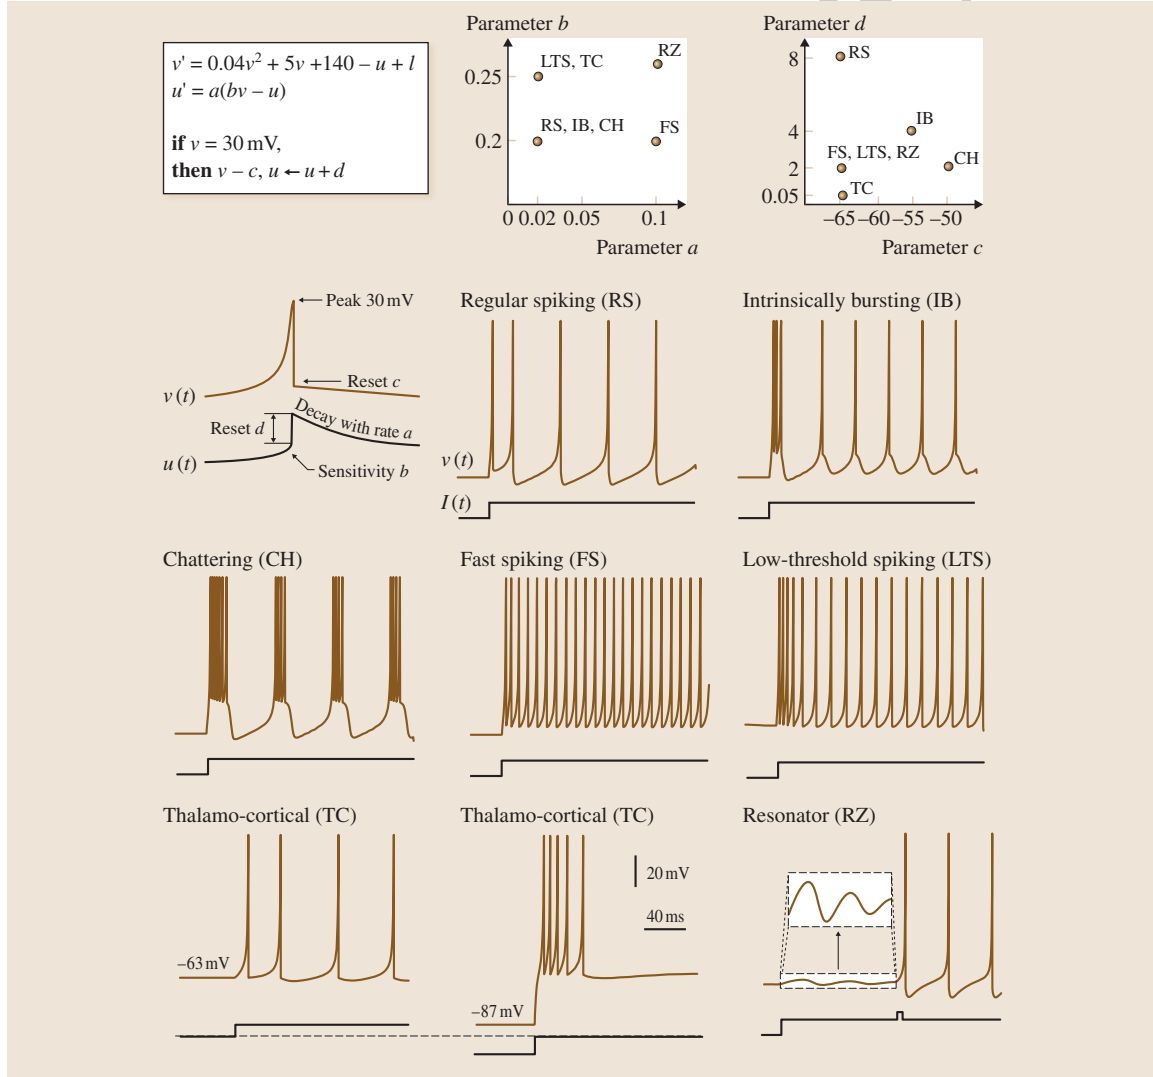 v' = 0.04v² + 5v +140 – u + I
u' = a(bv – u)
if v = 30 mV,
then v – c, u ← u + d
Parameter b
0.25
0.2
LTS, TC
RZ
RS, IB, CH
FS
0 0.02 0.05 0.1
Parameter a
Parameter d
8
4
2
0.05
RS
IB
FS, LTS, RZ
CH
TC
–65 –60 –55 –50
Parameter c
Peak 30 mV
Reset c
v (t)
Decay with rate a
Reset d
u (t)
Sensitivity b
Regular spiking (RS)
v (t)
I (t)
Intrinsically bursting (IB)
Chattering (CH)
Fast spiking (FS)
Low-threshold spiking (LTS)
Thalamo-cortical (TC)
–63 mV
Thalamo-cortical (TC)
20 mV
40 ms
–87 mV
Resonator (RZ)